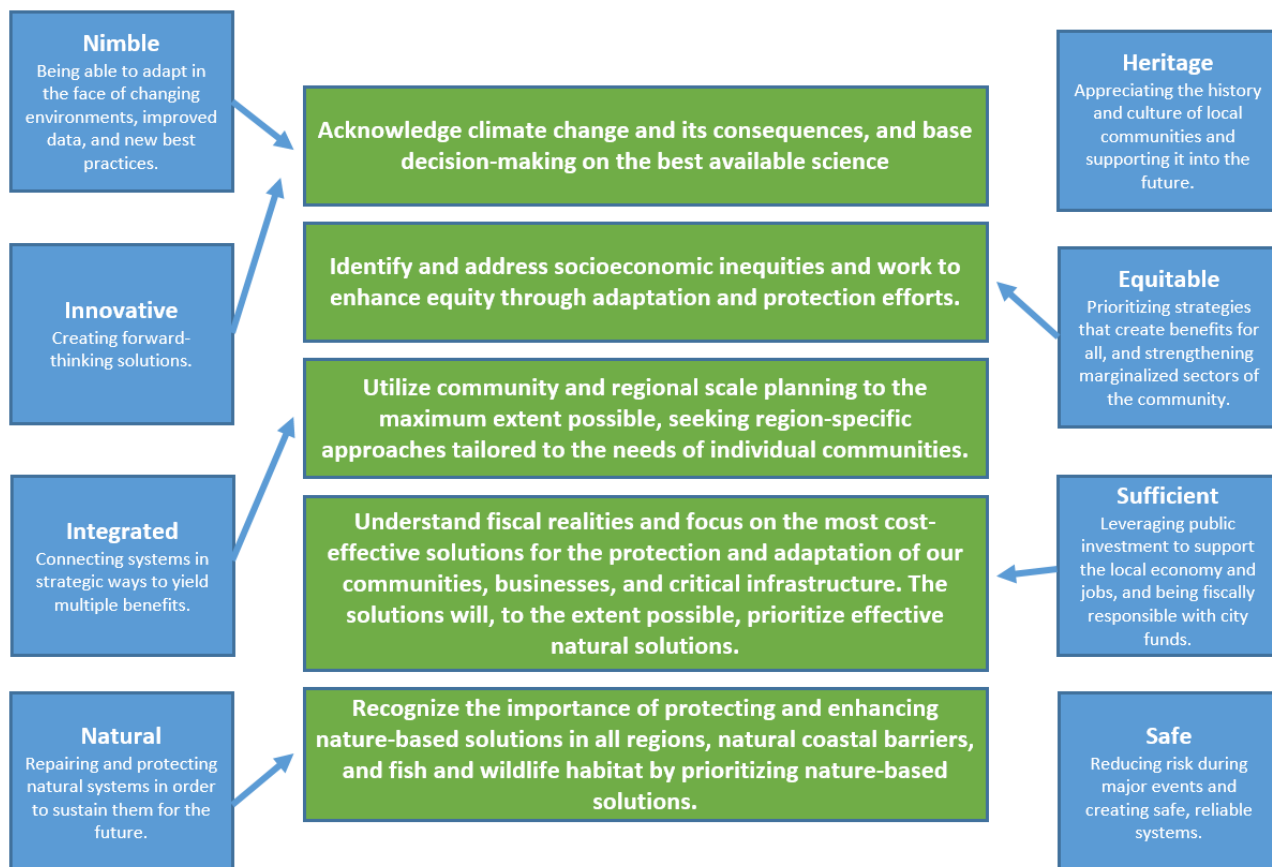 Nimble
Being able to adapt in
the face of changing
environments, improved
data, and new best
practices.
Innovative
Creating forward-
thinking solutions.
Integrated
Connecting systems in
strategic ways to yield
multiple benefits.
Natural
Repairing and protecting
natural systems in order
to sustain them for the
future.
Acknowledge climate change and its consequences, and base
decision-making on the best available science
Identify and address socioeconomic inequities and work to
enhance equity through adaptation and protection efforts.
Utilize community and regional scale planning to the
maximum extent possible, seeking region-specific
approaches tailored to the needs of individual communities.
Understand fiscal realities and focus on the most cost-
effective solutions for the protection and adaptation of our
communities, businesses, and critical infrastructure. The
solutions will, to the extent possible, prioritize effective
natural solutions.
Recognize the importance of protecting and enhancing
nature-based solutions in all regions, natural coastal barriers,
and fish and wildlife habitat by prioritizing nature-based
solutions.
Heritage
Appreciating the history
and culture of local
communities and
supporting it into the
future.
Equitable
Prioritizing strategies
that create benefits for
all, and strengthening
marginalized sectors of
the community.
Sufficient
Leveraging public
investment to support
the local economy and
jobs, and being fiscally
responsible with city
funds.
Safe
Reducing risk during
major events and
creating safe, reliable
systems.